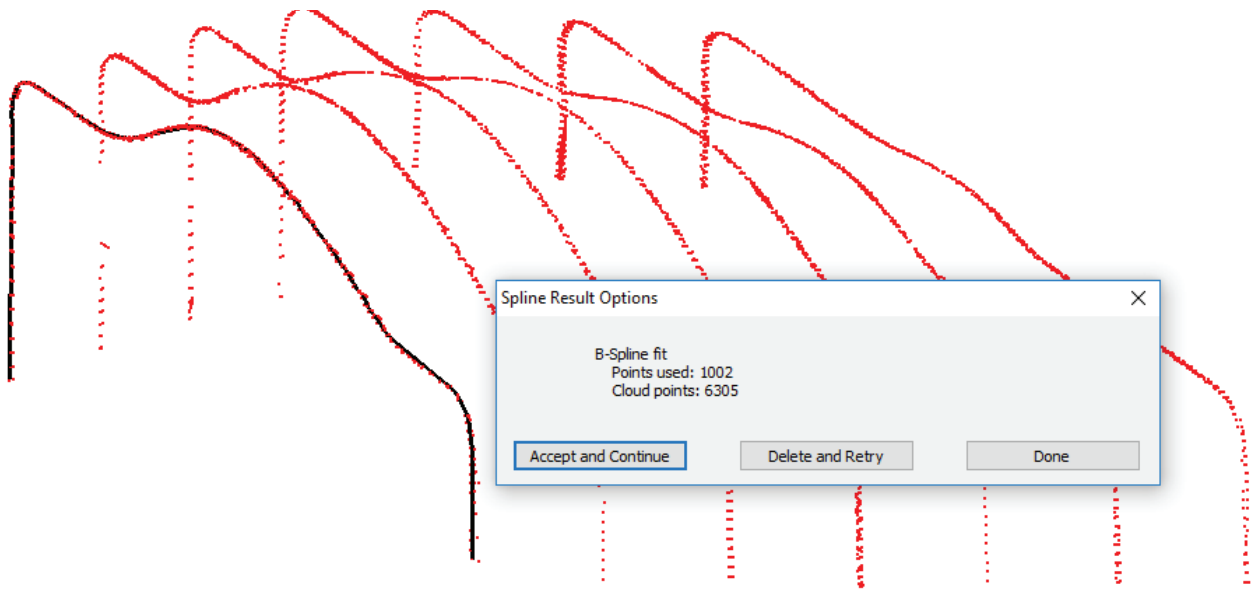 Spline Result Options
B-Spline fit
Points used: 1002
Cloud points: 6305
Accept and Continue
Delete and Retry
Done